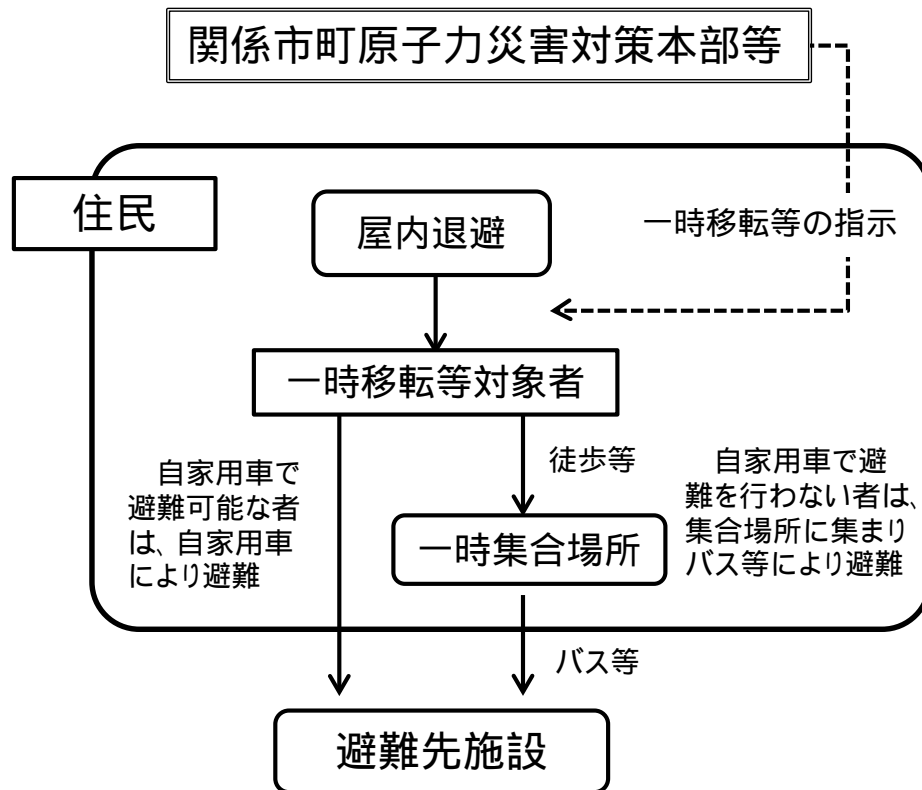 関係市町原子力災害対策本部等
住民
屋内退避
一時移転等の指示
一時移転等対象者
自家用車で
避難可能な者
は、自家用車
により避難
徒歩等
自家用車で避
難を行わない者は、
集合場所に集まり
バス等により避難
一時集合場所
バス等
避難先施設